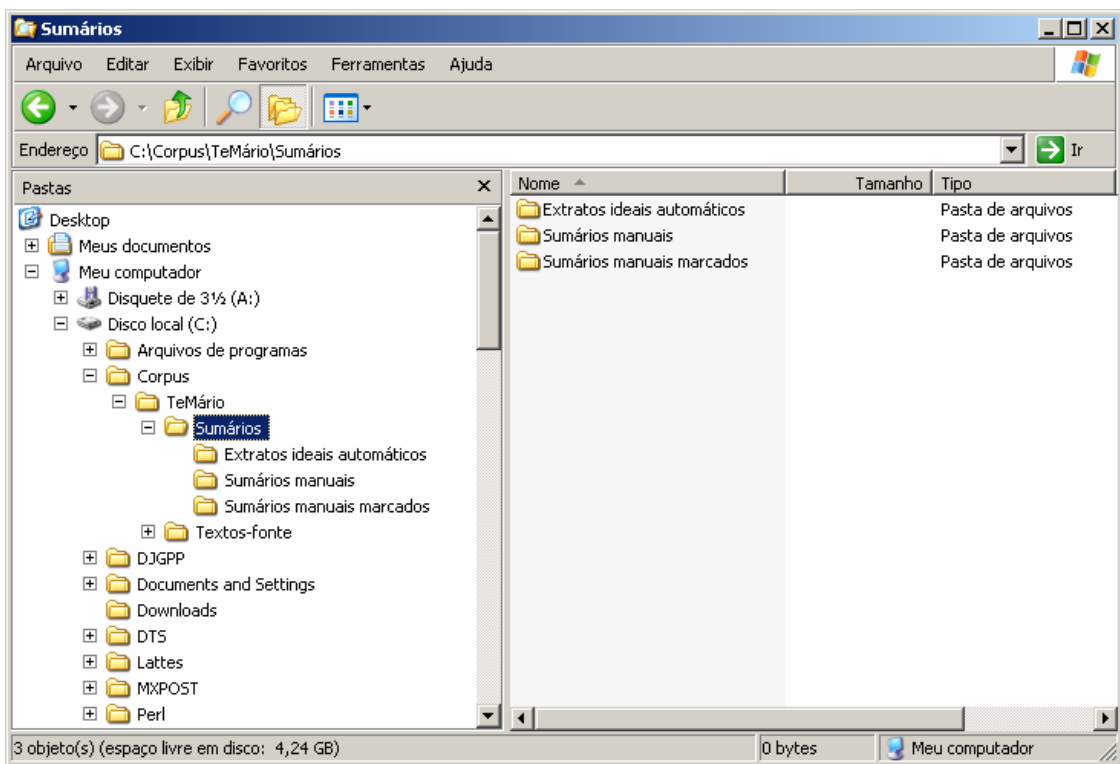 Sumários
Arquivo Editar Exibir Favoritos Ferramentas Ajuda
Endereço C:\Corpus\TeMário\Sumários Ir
Pastas
Desktop
Meus documentos
Meu computador
Disquete de 3½ (A:)
Disco local (C:)
Arquivos de programas
Corpus
TeMário
Sumários
Extratos ideais automáticos
Sumários manuais
Sumários manuais marcados
Textos-fonte
DJGPP
Documents and Settings
Downloads
DTS
Lattes
MXPOST
Perl
Nome Tamanho Tipo
Extratos ideais automáticos Pasta de arquivos
Sumários manuais Pasta de arquivos
Sumários manuais marcados Pasta de arquivos
3 objeto(s) (espaço livre em disco: 4,24 GB) 0 bytes Meu computador